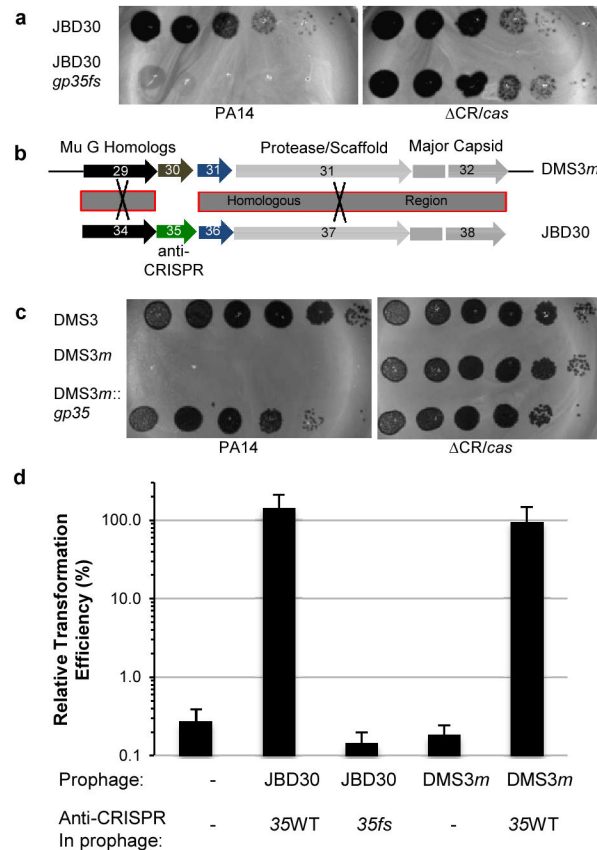 a
JBD30
JBD30
gp35fs
PA14
ΔCR/cas
b
Mu G Homologs
Protease/Scaffold
Major Capsid
29
30
31
31
32
DMS3m
Homologous
Region
34
35
36
37
38
JBD30
anti-
CRISPR
c
DMS3
DMS3m
DMS3m::
gp35
PA14
ΔCR/cas
d
Relative Transformation
Efficiency (%)
100.0
10.0
1.0
0.1
Prophage: - JBD30 JBD30 DMS3m DMS3m
Anti-CRISPR
In prophage: - 35WT 35fs - 35WT